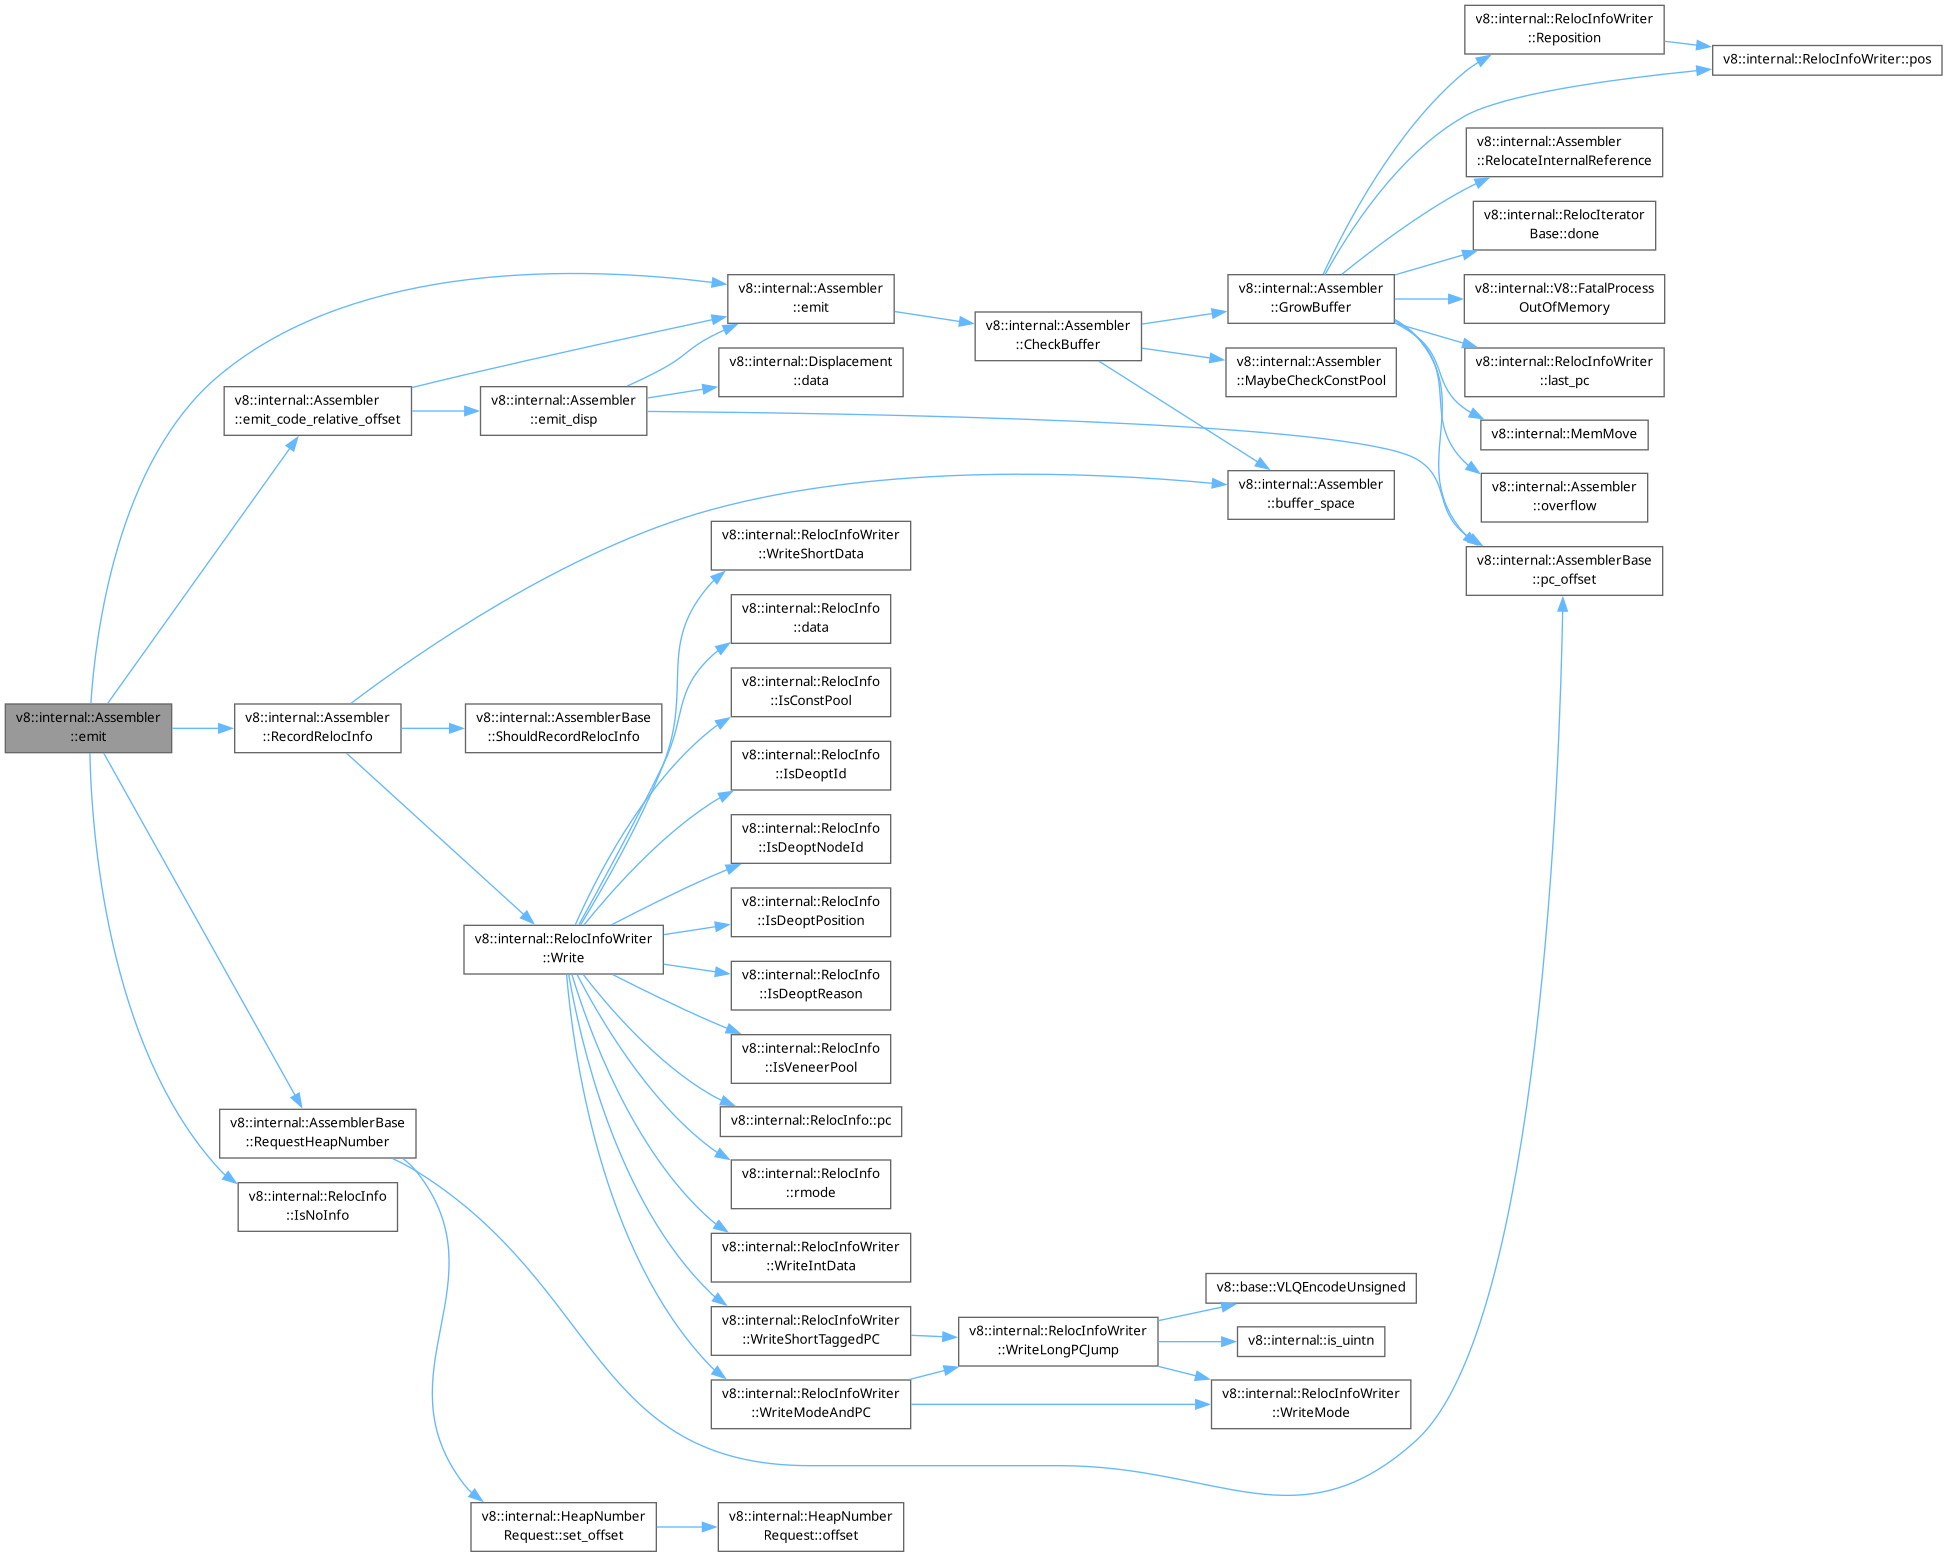 v8::internal::RelocInfoWriter
::Reposition
v8::internal::RelocInfoWriter::pos
v8::internal::Assembler
::RelocateInternalReference
v8::internal::RelocIterator
Base::done
v8::internal::Assembler
::emit
v8::internal::Assembler
::GrowBuffer
v8::internal::V8::FatalProcess
OutOfMemory
v8::internal::Assembler
::CheckBuffer
v8::internal::Displacement
::data
v8::internal::Assembler
::MaybeCheckConstPool
v8::internal::RelocInfoWriter
::last_pc
v8::internal::Assembler
::emit_code_relative_offset
v8::internal::Assembler
::emit_disp
v8::internal::MemMove
v8::internal::Assembler
::buffer_space
v8::internal::Assembler
::overflow
v8::internal::RelocInfoWriter
::WriteShortData
v8::internal::AssemblerBase
::pc_offset
v8::internal::RelocInfo
::data
v8::internal::RelocInfo
::IsConstPool
v8::internal::Assembler
::emit
v8::internal::Assembler
::RecordRelocInfo
v8::internal::AssemblerBase
::ShouldRecordRelocInfo
v8::internal::RelocInfo
::IsDeoptId
v8::internal::RelocInfo
::IsDeoptNodeId
v8::internal::RelocInfo
::IsDeoptPosition
v8::internal::RelocInfoWriter
::Write
v8::internal::RelocInfo
::IsDeoptReason
v8::internal::RelocInfo
::IsVeneerPool
v8::internal::RelocInfo::pc
v8::internal::AssemblerBase
::RequestHeapNumber
v8::internal::RelocInfo
::rmode
v8::internal::RelocInfo
::IsNoInfo
v8::internal::RelocInfoWriter
::WriteIntData
v8::base::VLQEncodeUnsigned
v8::internal::RelocInfoWriter
::WriteShortTaggedPC
v8::internal::RelocInfoWriter
::WriteLongPCJump
v8::internal::is_uintn
v8::internal::RelocInfoWriter
::WriteModeAndPC
v8::internal::RelocInfoWriter
::WriteMode
v8::internal::HeapNumber
Request::set_offset
v8::internal::HeapNumber
Request::offset